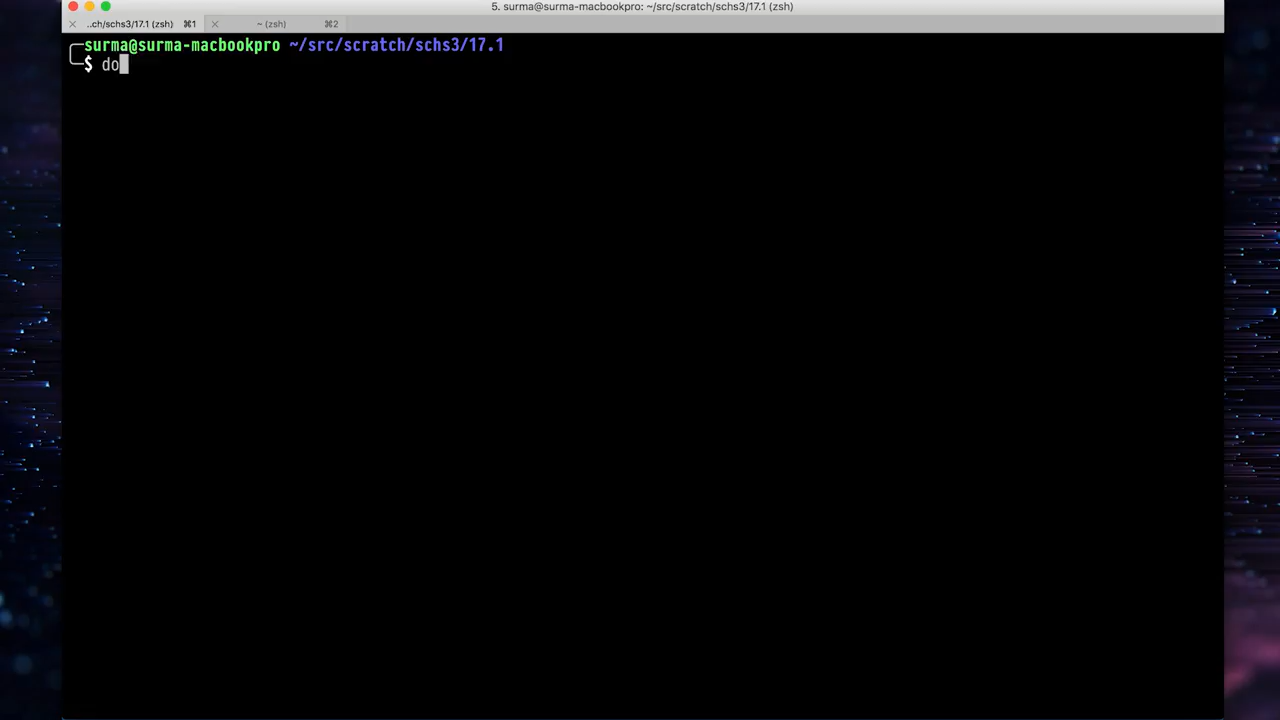 5. surma@surma-macbookpro: ~/src/scratch/schs3/17.1 (zsh)
..ch/schs3/17.1 (zsh) ⌘1 ~ (zsh) ⌘2
surma@surma-macbookpro ~/src/scratch/schs3/17.1
$ do